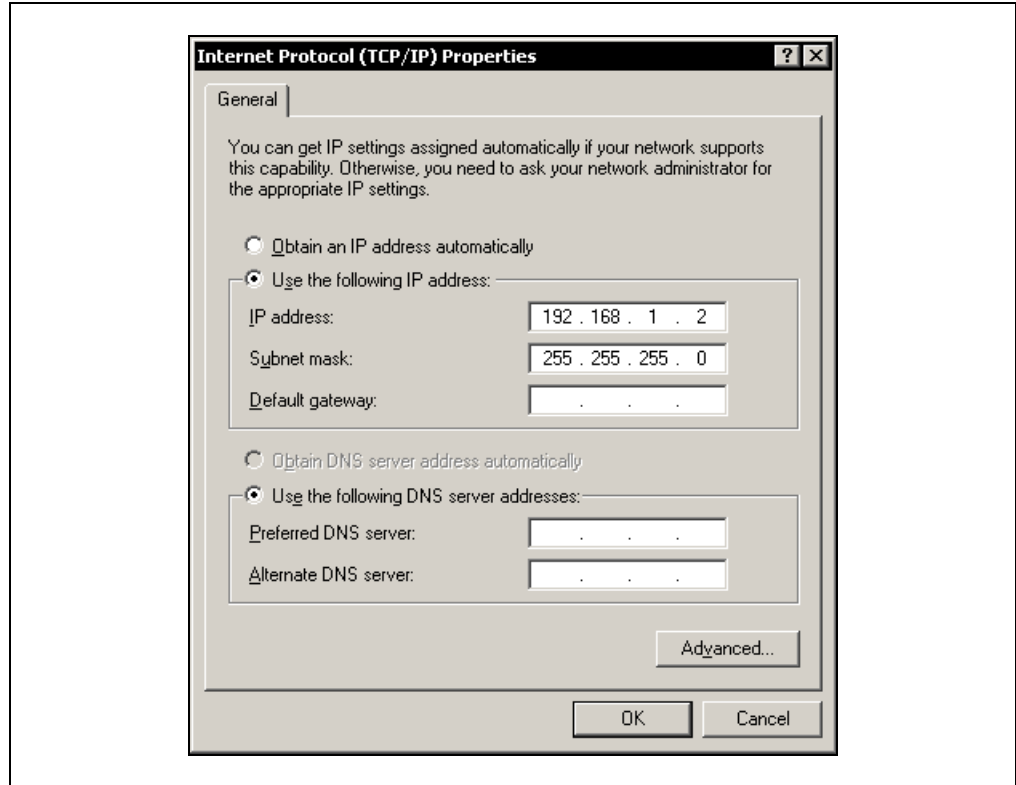 Internet Protocol (TCP/IP) Properties
General
You can get IP settings assigned automatically if your network supports
this capability. Otherwise, you need to ask your network administrator for
the appropriate IP settings.
Obtain an IP address automatically
Use the following IP address:
IP address: 192 . 168 . 1 . 2
Subnet mask: 255 . 255 . 255 . 0
Default gateway: . . .
Obtain DNS server address automatically
Use the following DNS server addresses:
Preferred DNS server: . . .
Alternate DNS server: . . .
Advanced...
OK Cancel